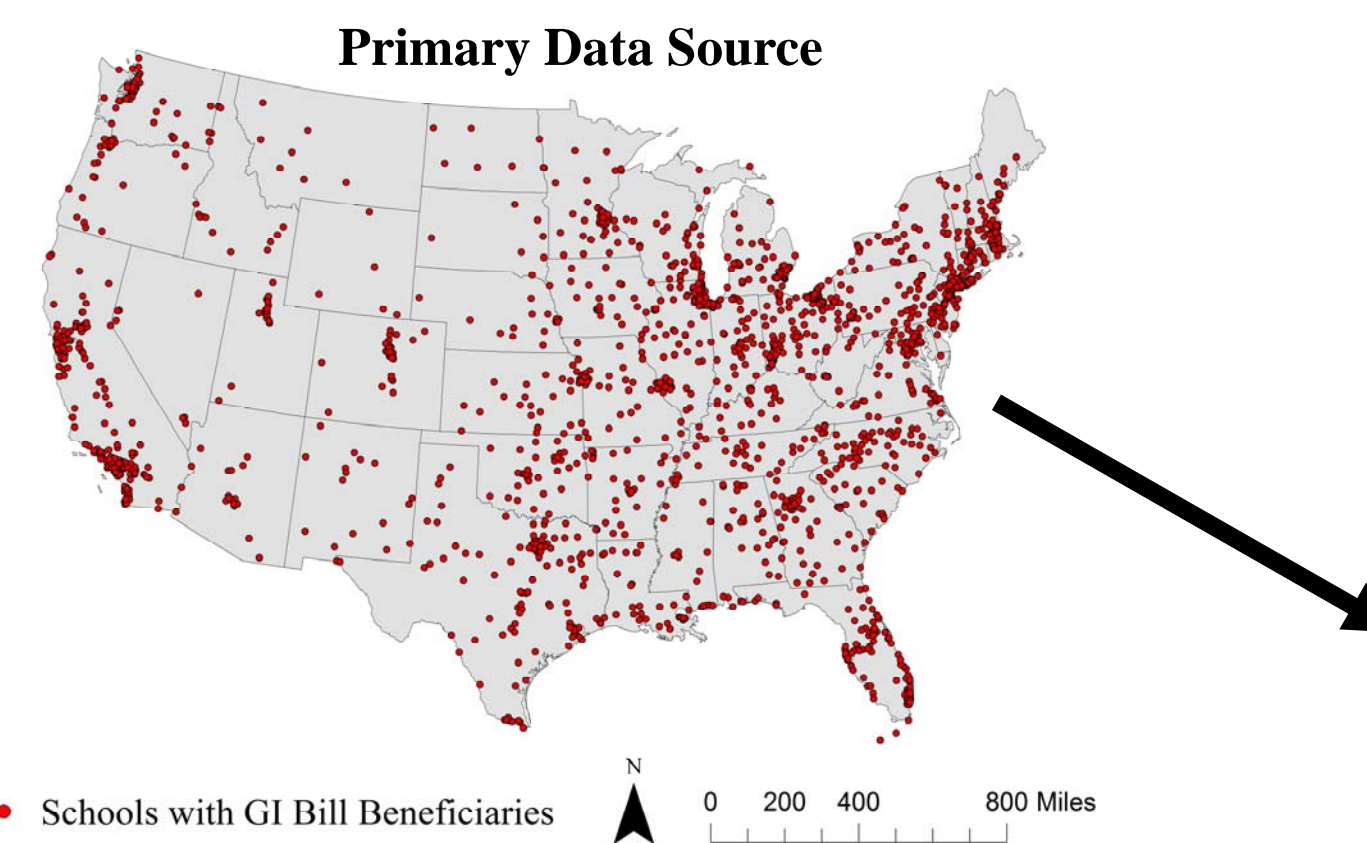 Primary Data Source
N
Schools with GI Bill Beneficiaries
0 200 400 800 Miles